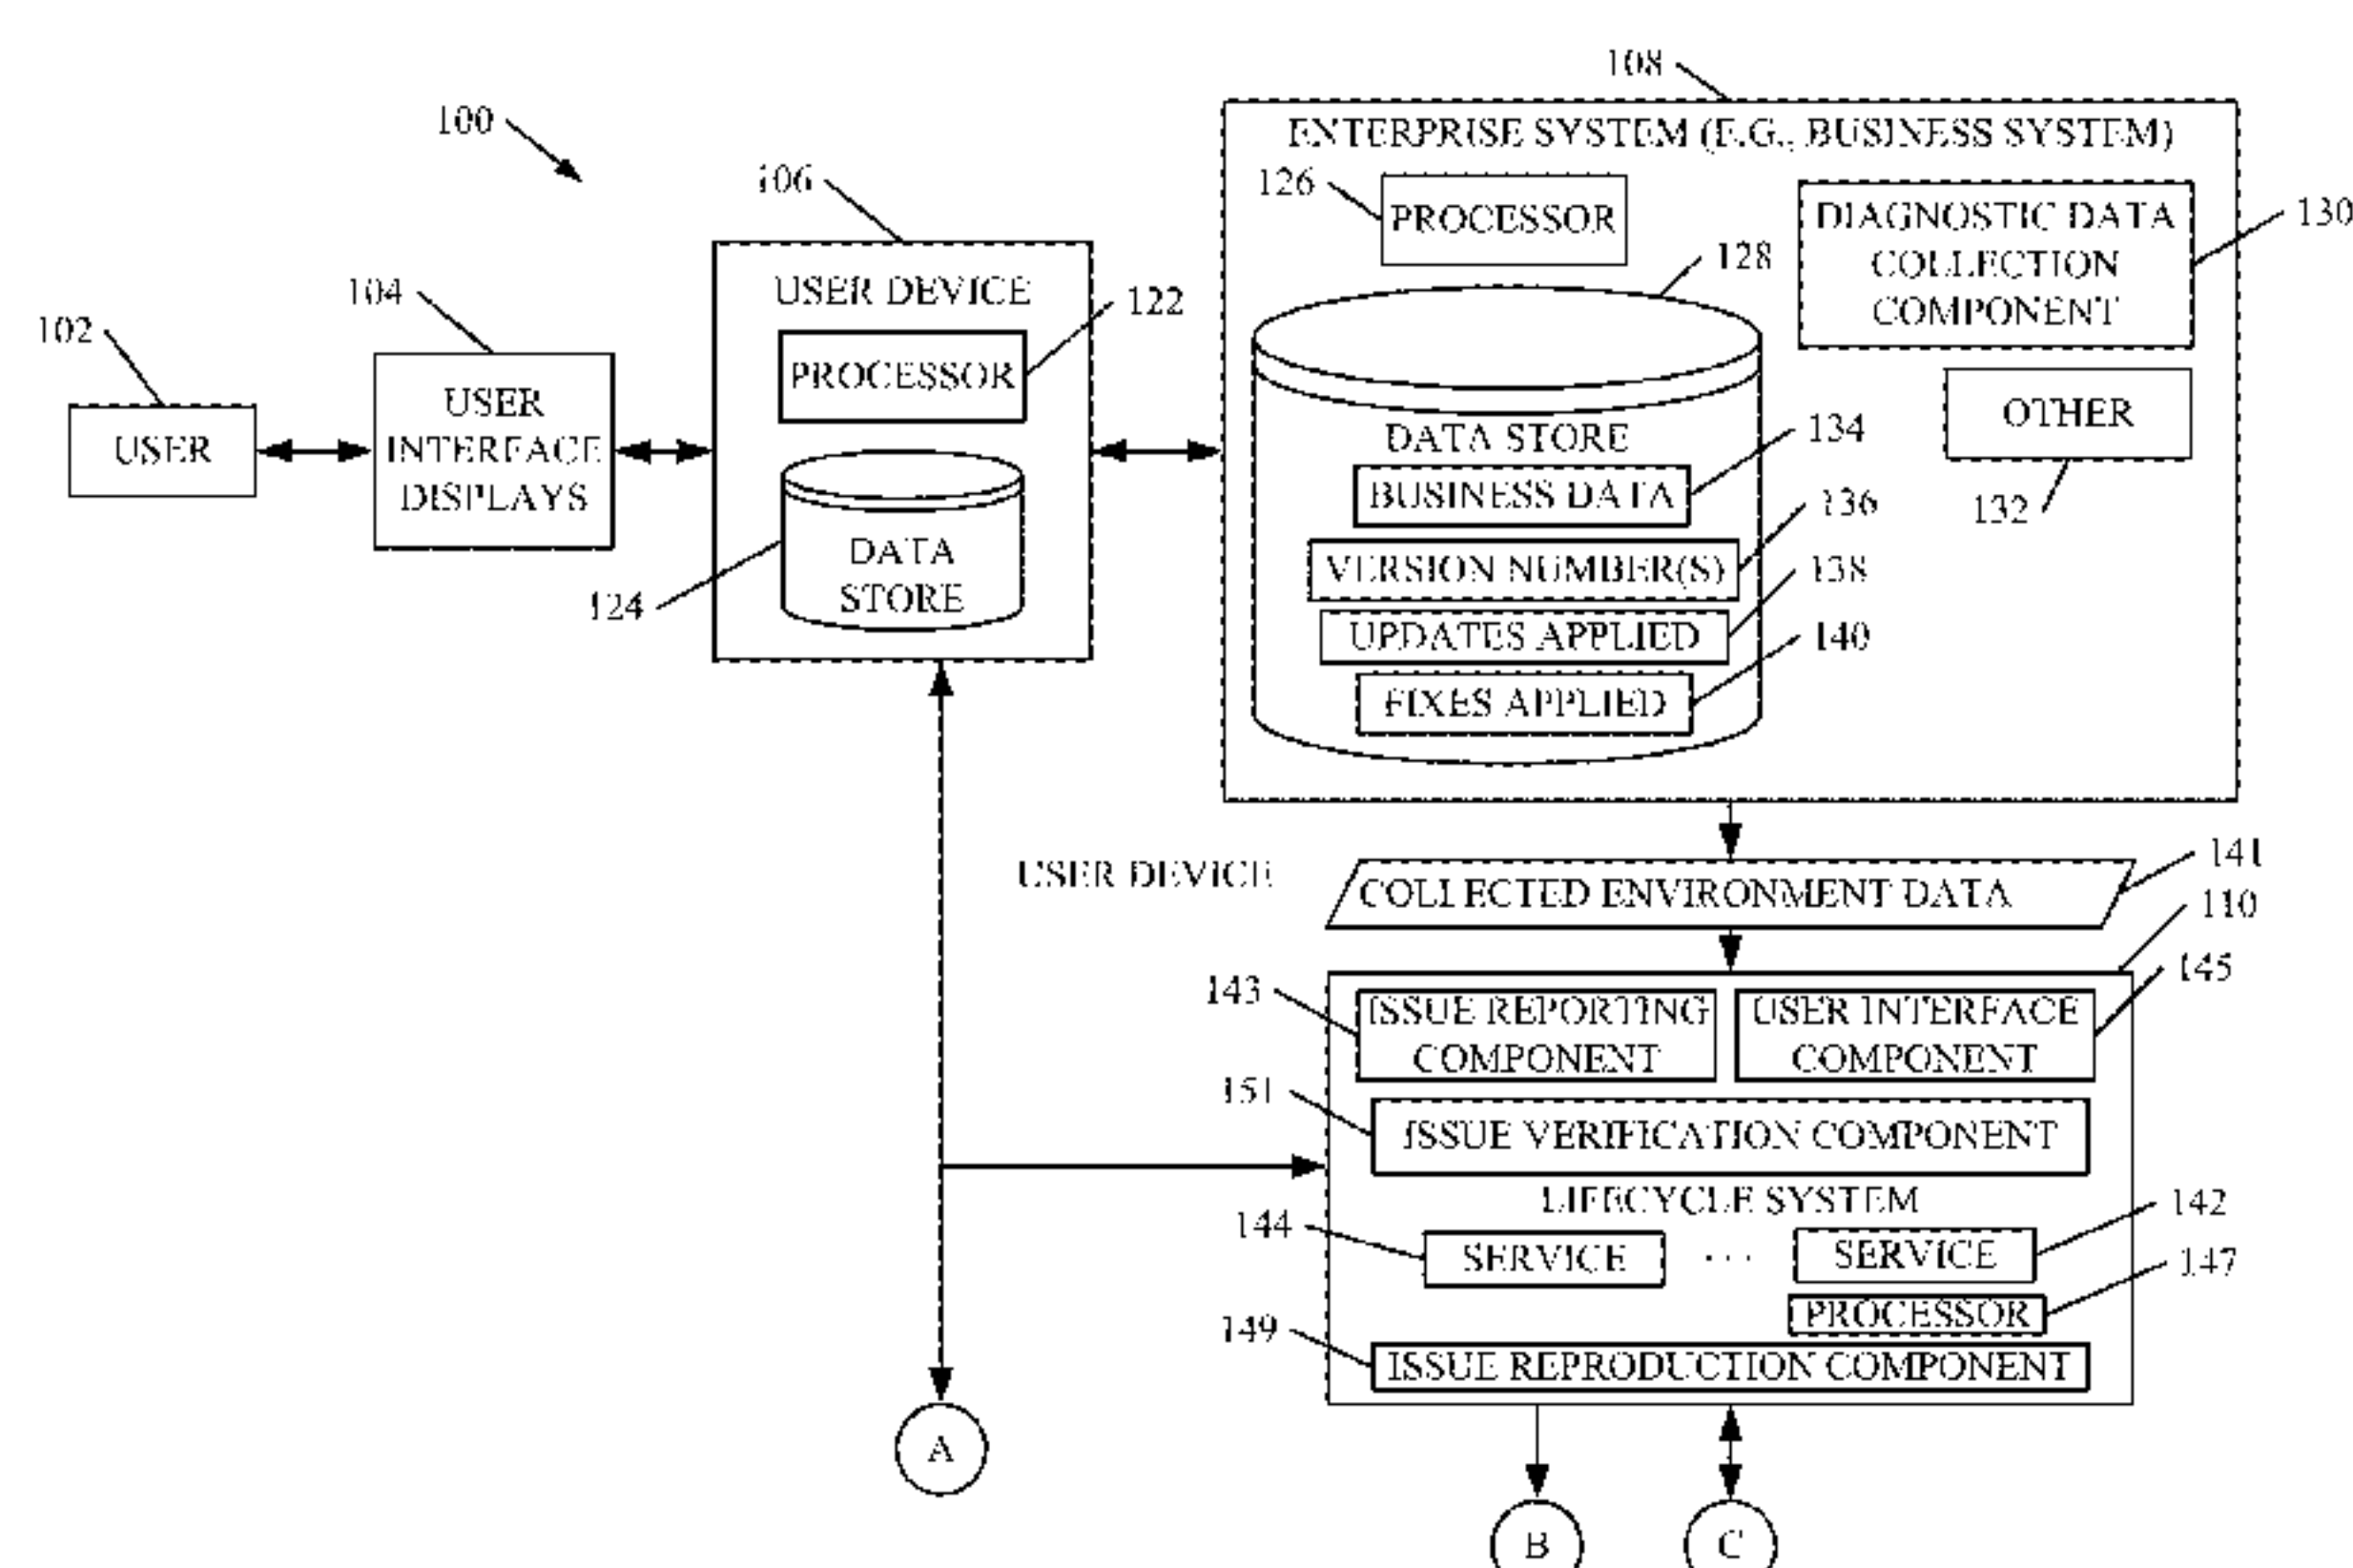 108
100
ENTERPRISE SYSTEM (E.G., BUSINESS SYSTEM)
106
126
PROCESSOR
DIAGNOSTIC DATA
COLLECTION
COMPONENT
130
128
104
USER DEVICE
122
102
PROCESSOR
USER
INTERFACE
DISPLAYS
USER
OTHER
132
DATA STORE
134
BUSINESS DATA
136
VERSION NUMBER(S)
138
UPDATES APPLIED
140
FIXES APPLIED
DATA
STORE
124
USER DEVICE
141
COLLECTED ENVIRONMENT DATA
110
145
143
ISSUE REPORTING
COMPONENT
USER INTERFACE
COMPONENT
151
ISSUE VERIFICATION COMPONENT
LIFECYCLE SYSTEM
142
144
SERVICE
...
SERVICE
147
PROCESSOR
149
ISSUE REPRODUCTION COMPONENT
A
B
C